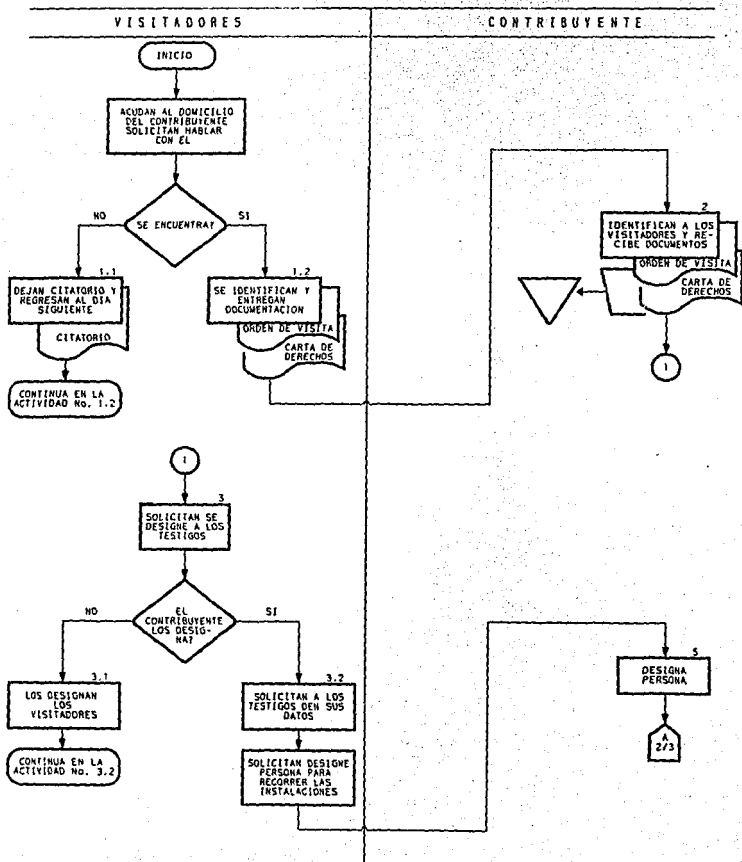 VISITADORES
CONTRIBUYENTE
INICIO
ACUDAN AL DOMICILIO
DEL CONTRIBUYENTE
SOLICITAN HABLAR
CON EL
SE ENCUENTRA?
NO
SI
1.1
DEJAN CITATORIO Y
REGRESAN AL DIA
SIGUIENTE
CITATORIO
CONTINUA EN LA
ACTIVIDAD No. 1.2
1.2
SE IDENTIFICAN Y
ENTREGAN
DOCUMENTACION
ORDEN DE VISITA
CARTA DE
DERECHOS
2
IDENTIFICAN A LOS
VISITADORES Y RE-
CIBE DOCUMENTOS
ORDEN DE VISITA
CARTA DE
DERECHOS
1
1
3
SOLICITAN SE
DESIGNE A LOS
TESTIGOS
EL
CONTRIBUYENTE
LOS DESIG-
NA?
NO
SI
3.1
LOS DESIGNAN
LOS
VISITADORES
CONTINUA EN LA
ACTIVIDAD No. 3.2
3.2
SOLICITAN A LOS
TESTIGOS DEN SUS
DATOS
SOLICITAN DESIGNE
PERSONA PARA
RECORRER LAS
INSTALACIONES
5
DESIGNA
PERSONA
A
2/3